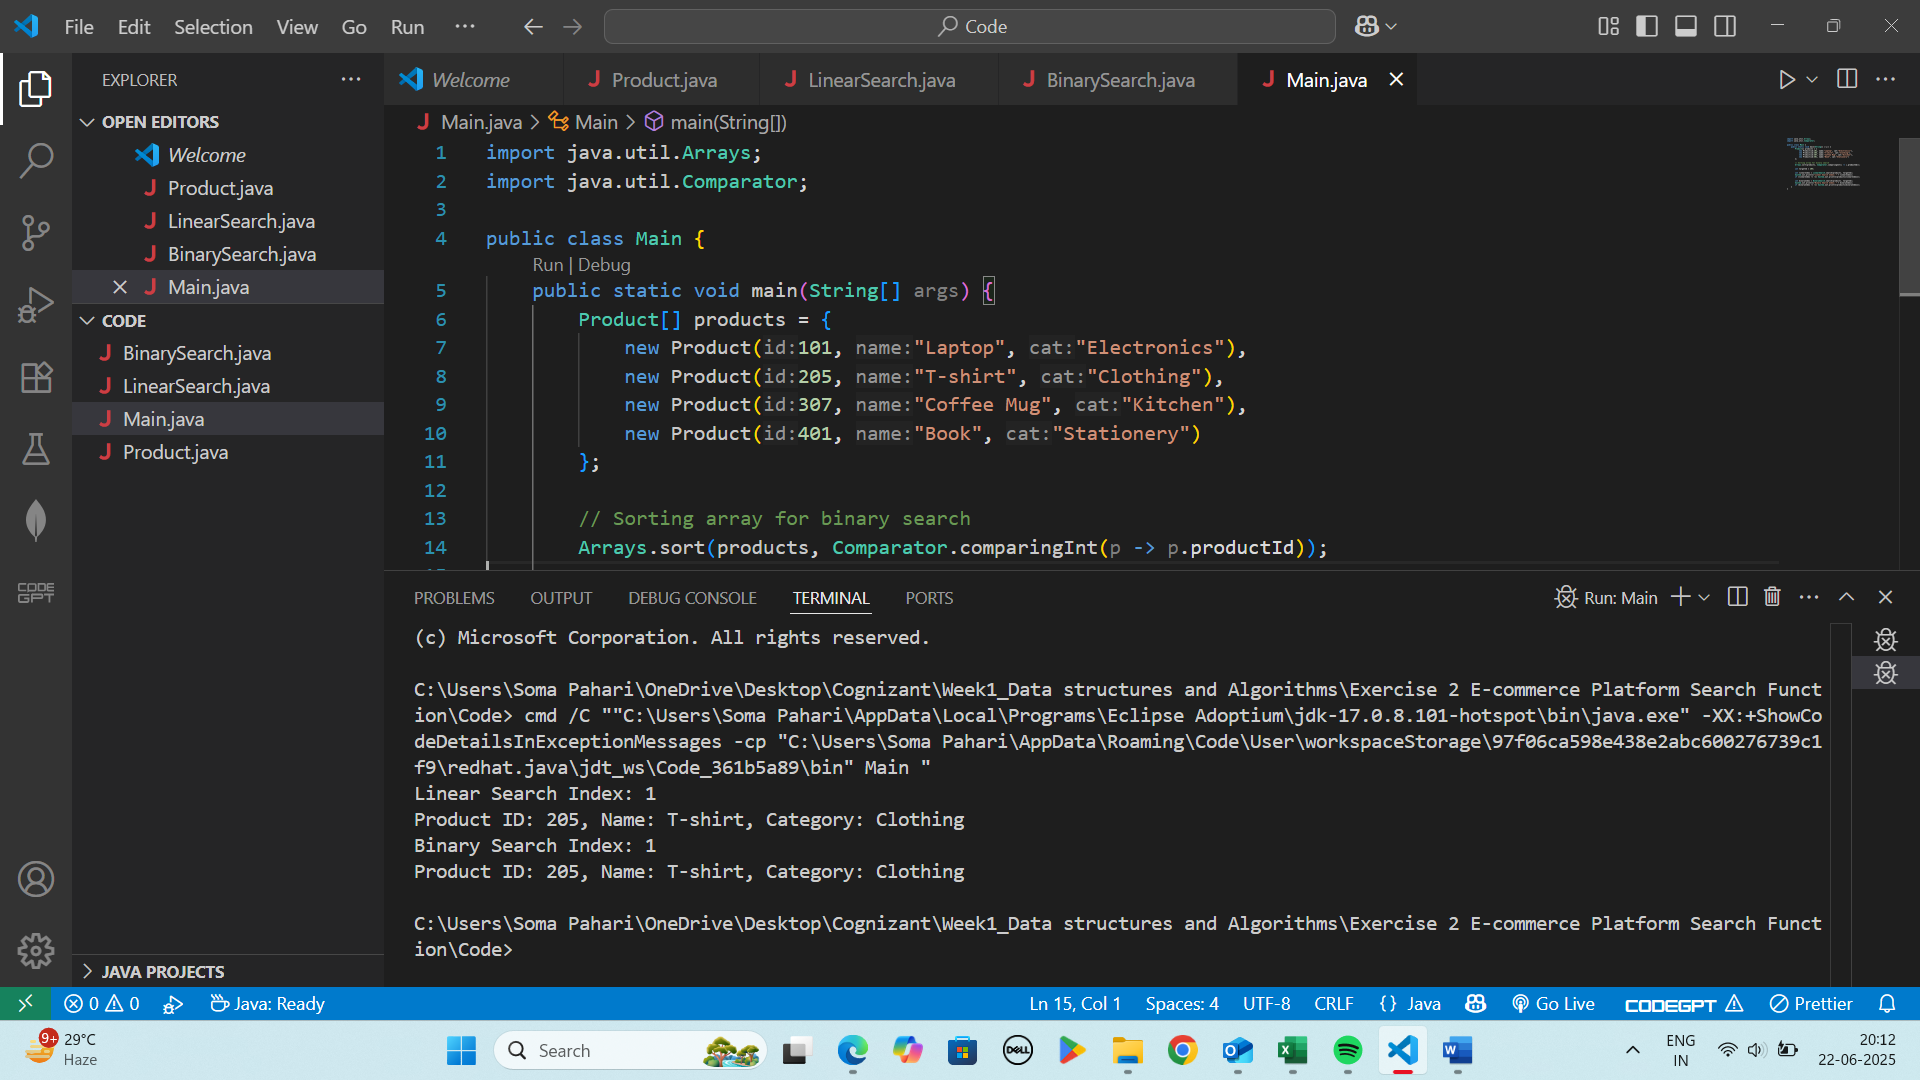 File Edit Selection View Go Run ··· Code
EXPLORER ···
OPEN EDITORS
Welcome
J Product.java
J LinearSearch.java
J BinarySearch.java
J Main.java
CODE
J BinarySearch.java
J LinearSearch.java
J Main.java
J Product.java
JAVA PROJECTS
CODE
GPT
Welcome J Product.java J LinearSearch.java J BinarySearch.java J Main.java
J Main.java > Main > main(String[])
1 import java.util.Arrays;
2 import java.util.Comparator;
3
4 public class Main {
Run | Debug
5 public static void main(String[] args) {
6 Product[] products = {
7 new Product(id:101, name:"Laptop", cat:"Electronics"),
8 new Product(id:205, name:"T-shirt", cat:"Clothing"),
9 new Product(id:307, name:"Coffee Mug", cat:"Kitchen"),
10 new Product(id:401, name:"Book", cat:"Stationery")
11 };
12
13 // Sorting array for binary search
14 Arrays.sort(products, Comparator.comparingInt(p -> p.productId));
PROBLEMS OUTPUT DEBUG CONSOLE TERMINAL PORTS Run: Main
(c) Microsoft Corporation. All rights reserved.
C:\Users\Soma Pahari\OneDrive\Desktop\Cognizant\Week1_Data structures and Algorithms\Exercise 2 E-commerce Platform Search Funct
ion\Code> cmd /C ""C:\Users\Soma Pahari\AppData\Local\Programs\Eclipse Adoptium\jdk-17.0.8.101-hotspot\bin\java.exe" -XX:+ShowCo
deDetailsInExceptionMessages -cp "C:\Users\Soma Pahari\AppData\Roaming\Code\User\workspaceStorage\97f06ca598e438e2abc600276739c1
f9\redhat.java\jdt_ws\Code_361b5a89\bin" Main "
Linear Search Index: 1
Product ID: 205, Name: T-shirt, Category: Clothing
Binary Search Index: 1
Product ID: 205, Name: T-shirt, Category: Clothing
C:\Users\Soma Pahari\OneDrive\Desktop\Cognizant\Week1_Data structures and Algorithms\Exercise 2 E-commerce Platform Search Funct
ion\Code>
0 0 Java: Ready Ln 15, Col 1 Spaces: 4 UTF-8 CRLF {} Java Go Live CODEGPT Prettier
9+ 29°C
Haze
Search
DELL
W
ENG
IN
20:12
22-06-2025